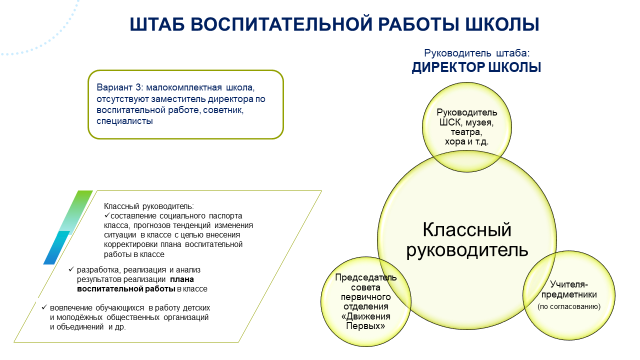 ШТАБ ВОСПИТАТЕЛЬНОЙ РАБОТЫ ШКОЛЫ
Руководитель штаба:
ДИРЕКТОР ШКОЛЫ
Вариант 3: малокомплектная школа,
отсутствуют заместитель директора по
воспитательной работе, советник,
специалисты
Руководитель
ШСК, музея,
театра,
хора и т.д.
Классный
руководитель
Председатель
совета
первичного
отделения
«Движения
Первых»
Учителя-
предметники
(по согласованию)
Классный руководитель:
✓составление социального паспорта
класса, прогнозов тенденций изменения
ситуации в классе с целью внесения
корректировки плана воспитательной
работы в классе
✓ разработка, реализация и анализ
результатов реализации плана
воспитательной работы в классе
✓ вовлечение обучающихся в работу детских
и молодёжных общественных организаций
и объединений и др.